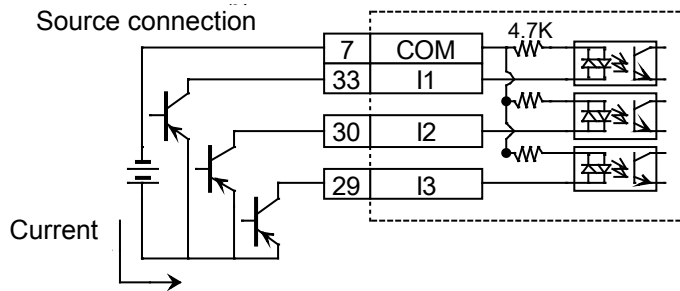 Source connection
4.7K
7 COM
33 I1
30 I2
29 I3
Current